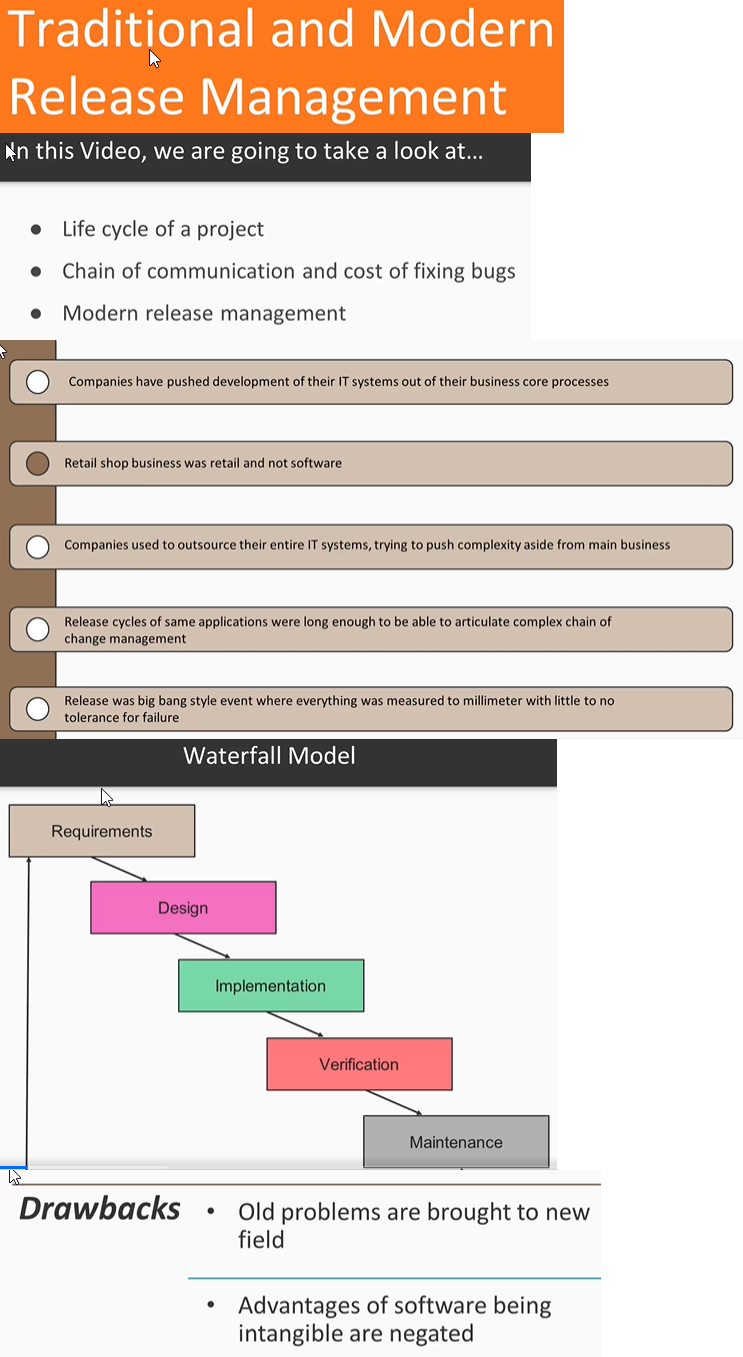 Traditional and Modern
Release Management
In this Video, we are going to take a look at...
● Life cycle of a project
● Chain of communication and cost of fixing bugs
● Modern release management
Companies have pushed development of their IT systems out of their business core processes
Retail shop business was retail and not software
Companies used to outsource their entire IT systems, trying to push complexity aside from main business
Release cycles of same applications were long enough to be able to articulate complex chain of
change management
Release was big bang style event where everything was measured to millimeter with little to no
tolerance for failure
Waterfall Model
Requirements
Design
Implementation
Verification
Maintenance
Drawbacks
• Old problems are brought to new
field
• Advantages of software being
intangible are negated